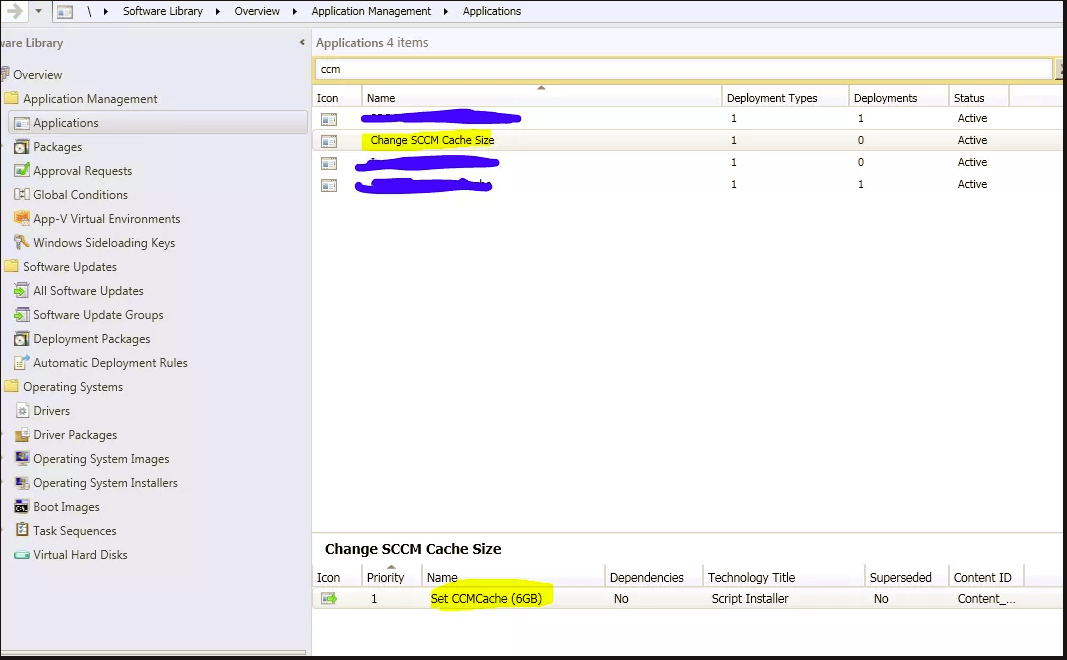 \ ▸ Software Library ▸ Overview ▸ Application Management ▸ Applications
Library
Applications 4 items
Overview
ccm
Application Management
Icon Name Deployment Types Deployments Status
Applications
1 1 Active
Packages
Change SCCM Cache Size 1 0 Active
Approval Requests
1 0 Active
Global Conditions
1 1 Active
App-V Virtual Environments
Windows Sideloading Keys
Software Updates
All Software Updates
Software Update Groups
Deployment Packages
Automatic Deployment Rules
Operating Systems
Drivers
Driver Packages
Operating System Images
Operating System Installers
Boot Images
Task Sequences
Virtual Hard Disks
Change SCCM Cache Size
Icon Priority Name Dependencies Technology Title Superseded Content ID
1 Set CCMCache (6GB) No Script Installer No Content_...